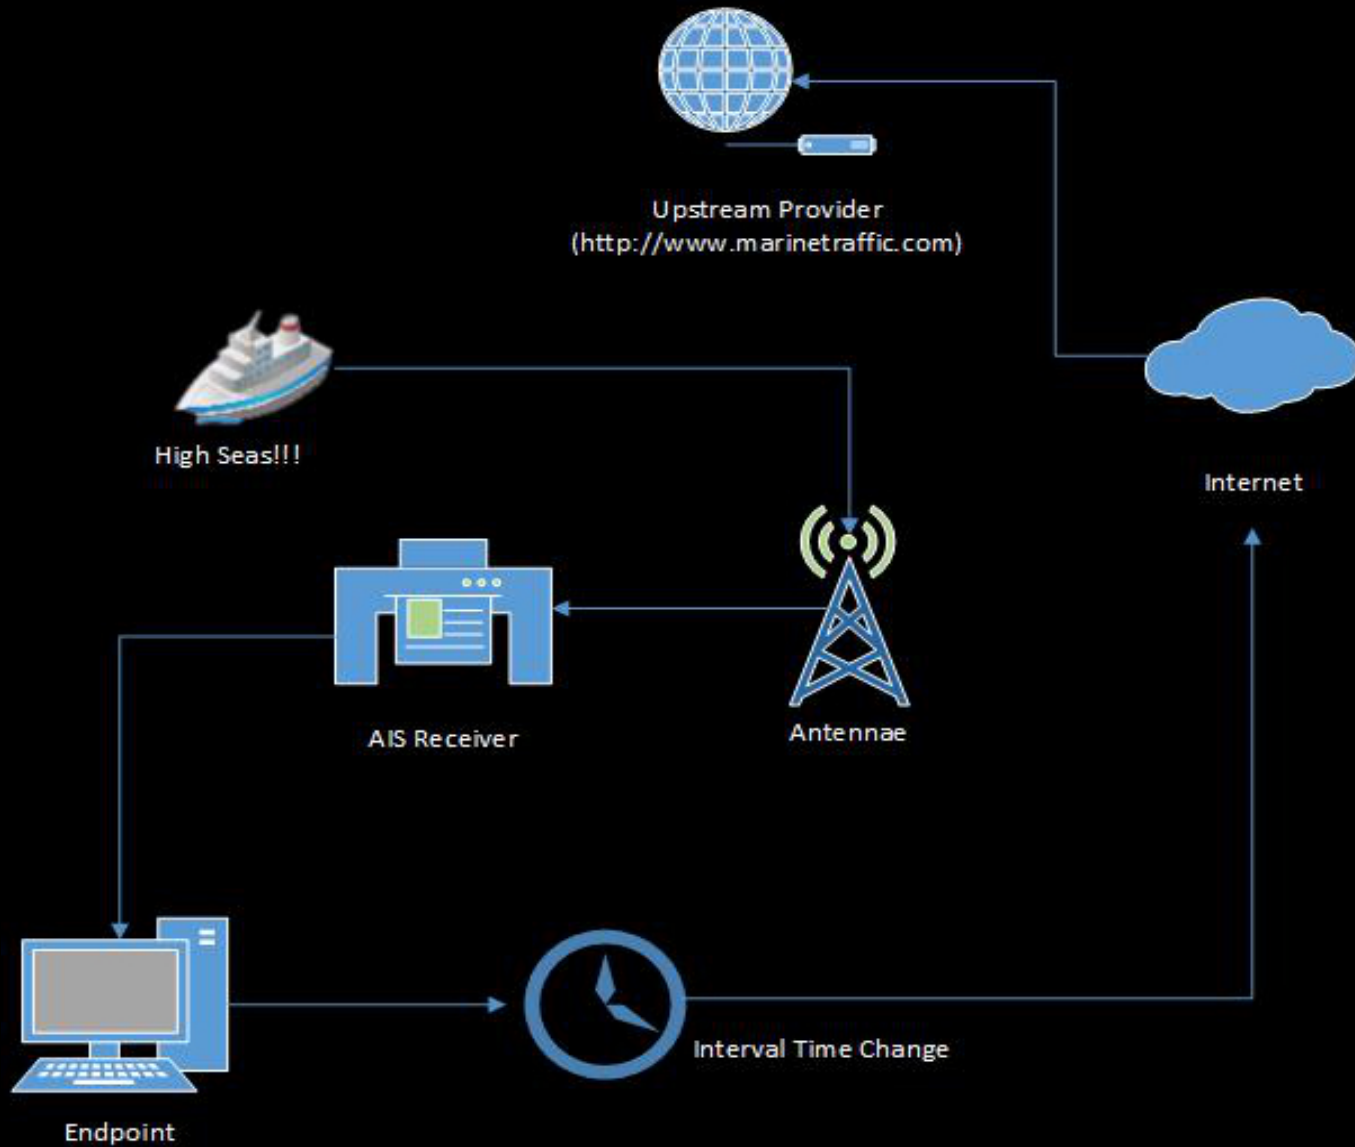 Upstream Provider
(http://www.marinetraffic.com)
High Seas!!!
Internet
AIS Receiver
Antennae
Interval Time Change
Endpoint